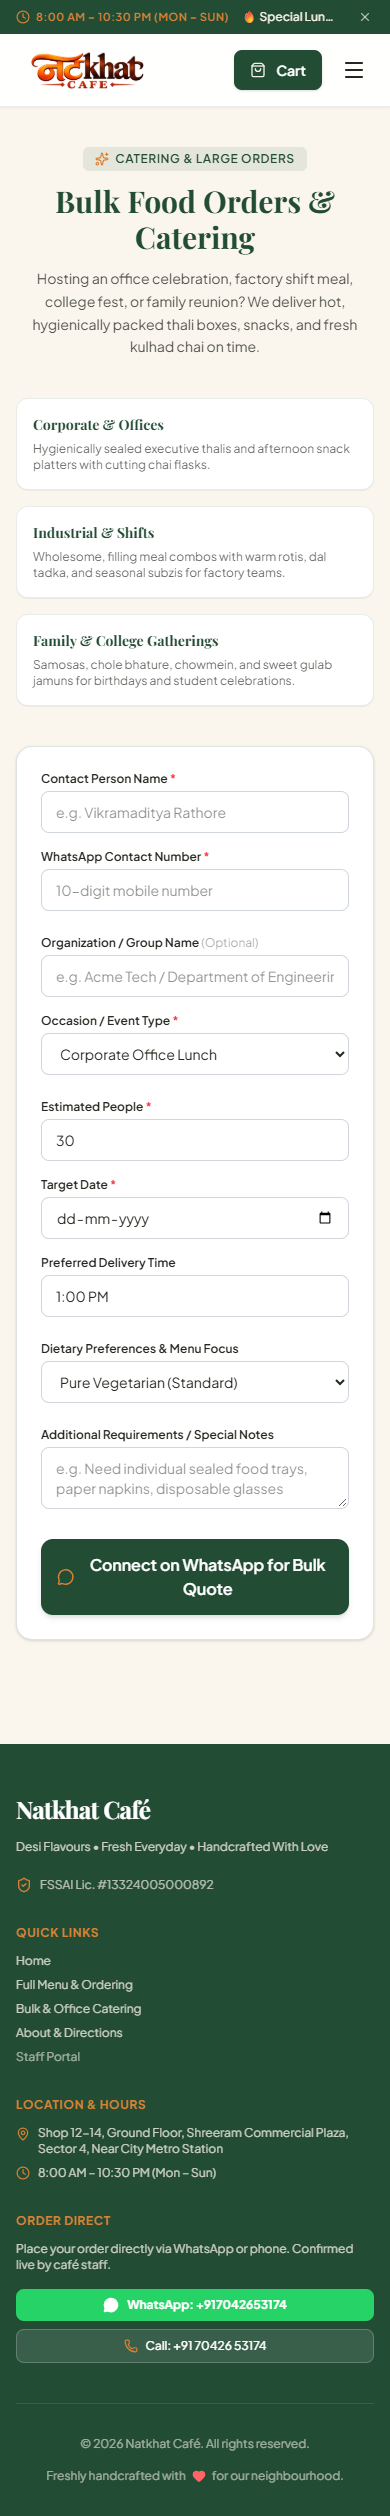 8:00 AM – 10:30 PM (MON – SUN) 🔥 Special Lun...
नटkhat
CAFE
Cart
CATERING & LARGE ORDERS
Bulk Food Orders &
Catering
Hosting an office celebration, factory shift meal,
college fest, or family reunion? We deliver hot,
hygienically packed thali boxes, snacks, and fresh
kulhad chai on time.
Corporate & Offices
Hygienically sealed executive thalis and afternoon snack
platters with cutting chai flasks.
Industrial & Shifts
Wholesome, filling meal combos with warm rotis, dal
tadka, and seasonal subzis for factory teams.
Family & College Gatherings
Samosas, chole bhature, chowmein, and sweet gulab
jamuns for birthdays and student celebrations.
Contact Person Name *
e.g. Vikramaditya Rathore
WhatsApp Contact Number *
10-digit mobile number
Organization / Group Name (Optional)
e.g. Acme Tech / Department of Engineerir
Occasion / Event Type *
Corporate Office Lunch
Estimated People *
30
Target Date *
dd-mm-yyyy
Preferred Delivery Time
1:00 PM
Dietary Preferences & Menu Focus
Pure Vegetarian (Standard)
Additional Requirements / Special Notes
e.g. Need individual sealed food trays,
paper napkins, disposable glasses
Connect on WhatsApp for Bulk
Quote
Natkhat Café
Desi Flavours • Fresh Everyday • Handcrafted With Love
FSSAI Lic. #13324005000892
QUICK LINKS
Home
Full Menu & Ordering
Bulk & Office Catering
About & Directions
Staff Portal
LOCATION & HOURS
Shop 12-14, Ground Floor, Shreeram Commercial Plaza,
Sector 4, Near City Metro Station
8:00 AM – 10:30 PM (Mon – Sun)
ORDER DIRECT
Place your order directly via WhatsApp or phone. Confirmed
live by café staff.
WhatsApp: +917042653174
Call: +91 70426 53174
© 2026 Natkhat Café. All rights reserved.
Freshly handcrafted with ❤ for our neighbourhood.